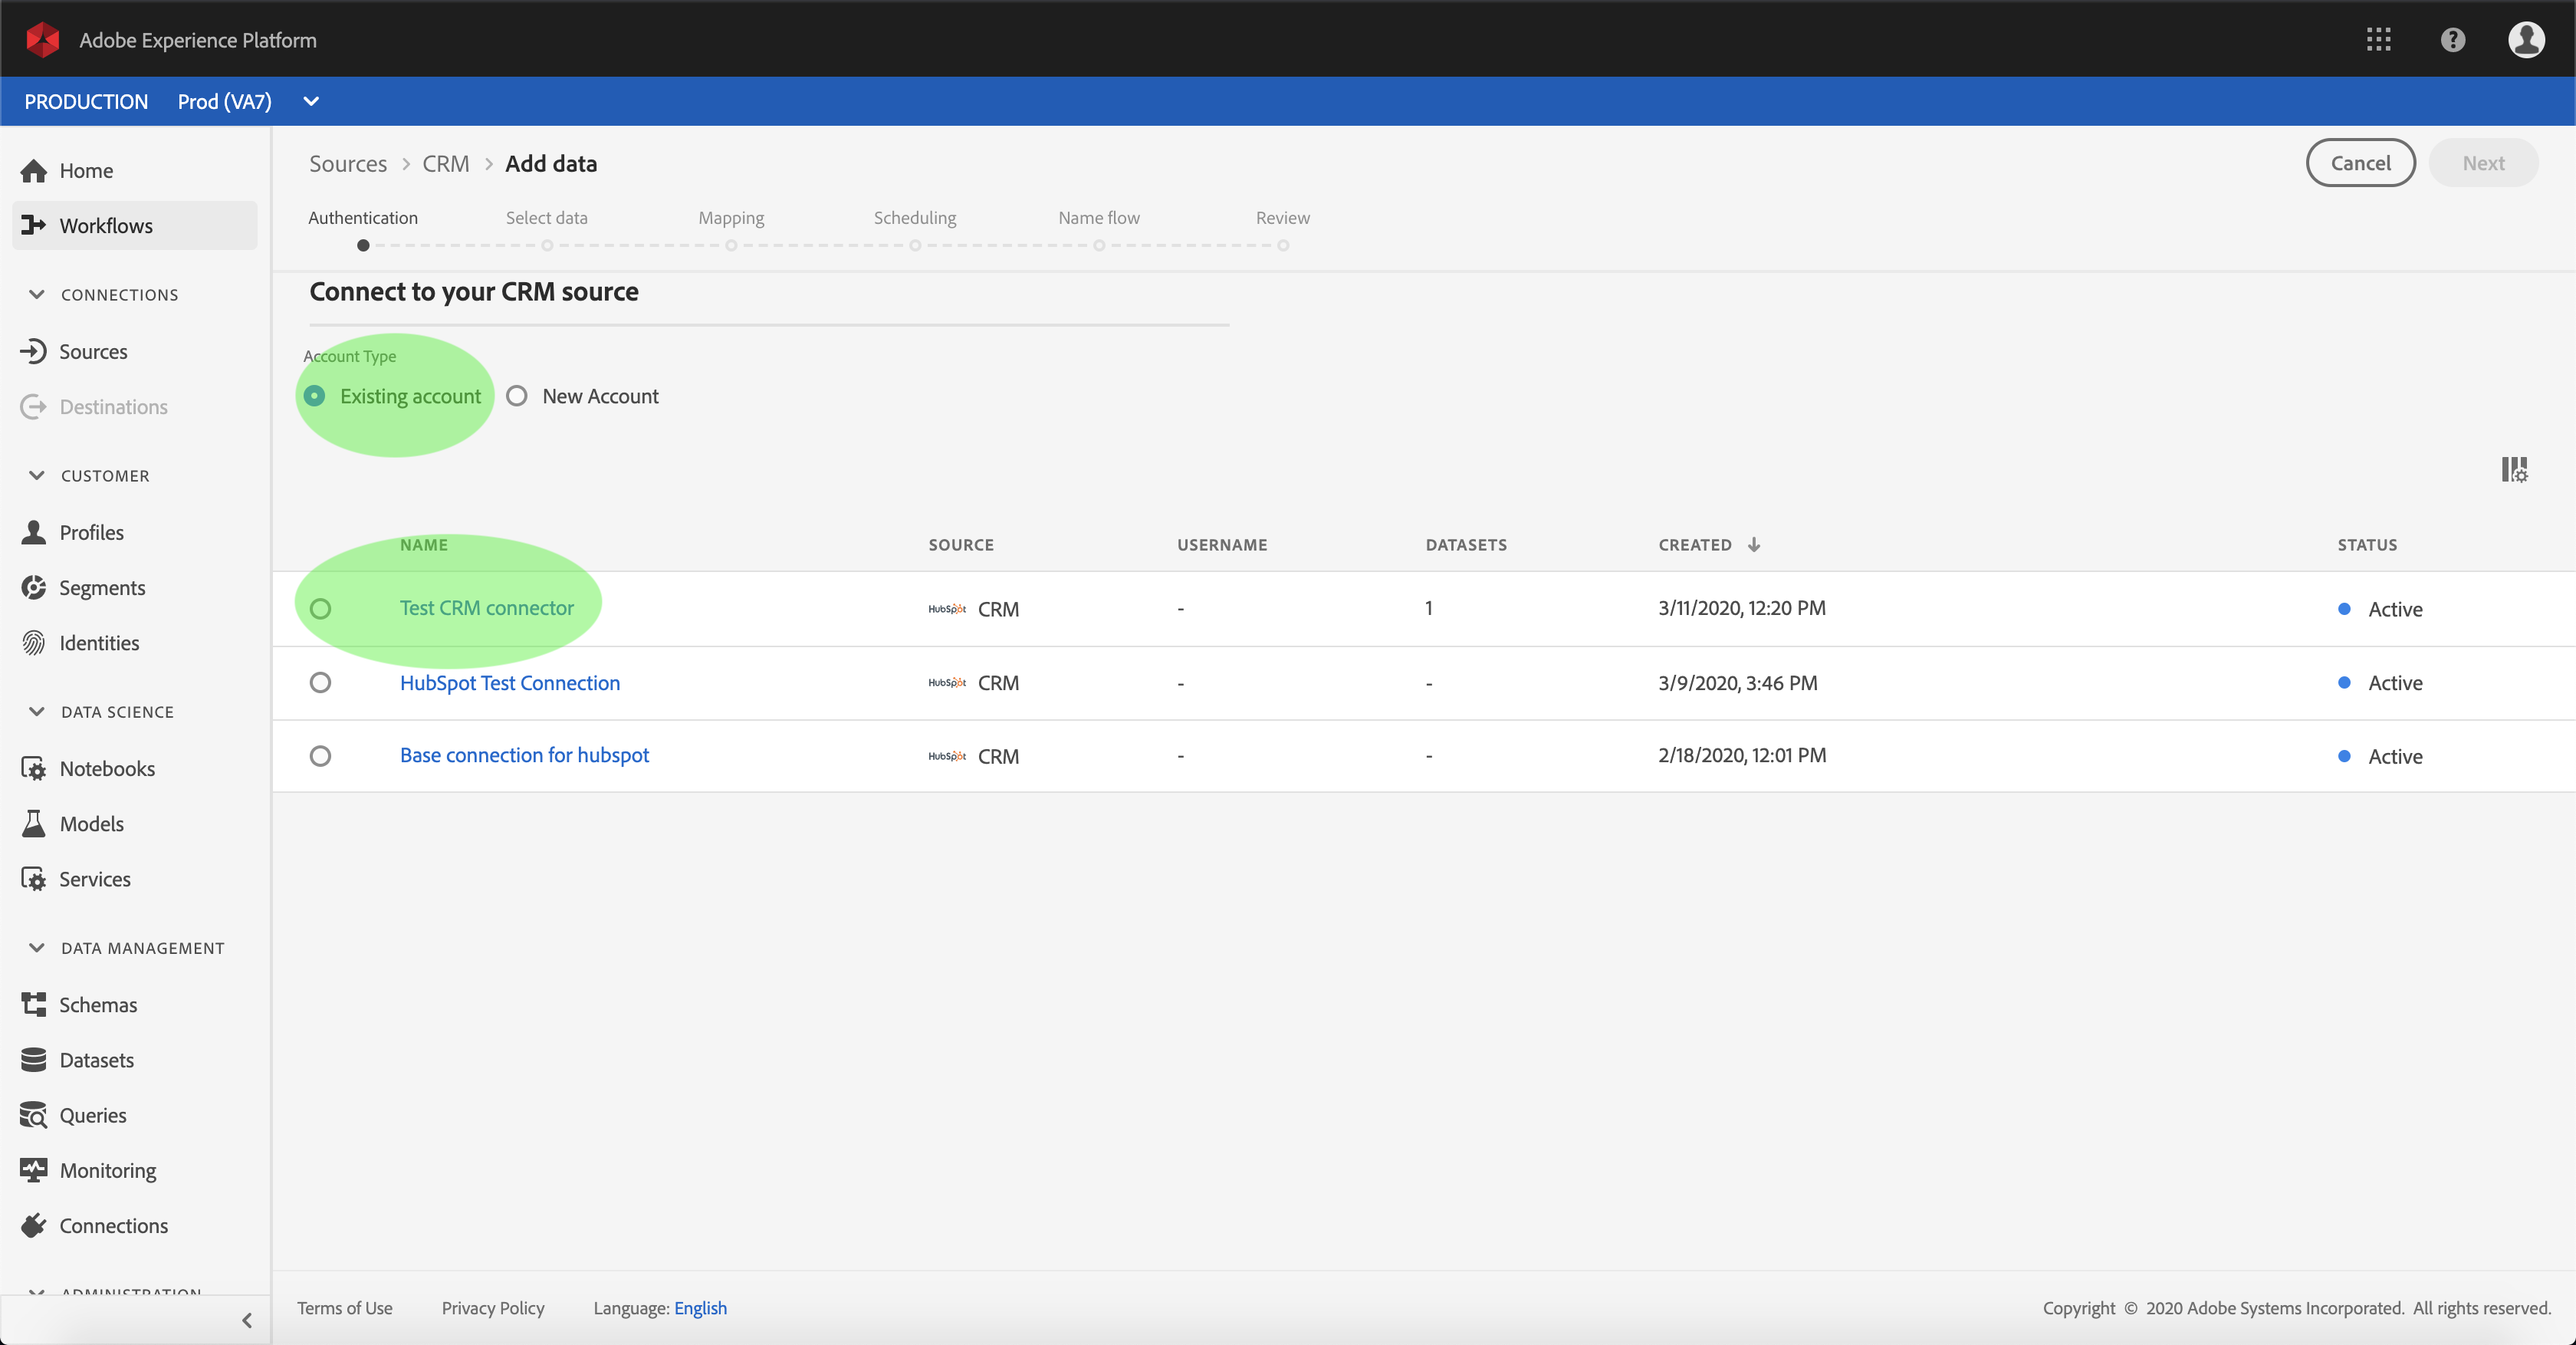 Adobe Experience Platform
PRODUCTION Prod (VA7)
Home
Workflows
CONNECTIONS
Sources
Destinations
CUSTOMER
Profiles
Segments
Identities
DATA SCIENCE
Notebooks
Models
Services
DATA MANAGEMENT
Schemas
Datasets
Queries
Monitoring
Connections
ADMINISTRATION
Sources > CRM > Add data
Cancel Next
Authentication Select data Mapping Scheduling Name flow Review
Connect to your CRM source
Account Type
Existing account New Account
NAME SOURCE USERNAME DATASETS CREATED STATUS
Test CRM connector HubSpot CRM - 1 3/11/2020, 12:20 PM Active
HubSpot Test Connection HubSpot CRM - - 3/9/2020, 3:46 PM Active
Base connection for hubspot HubSpot CRM - - 2/18/2020, 12:01 PM Active
Terms of Use Privacy Policy Language: English Copyright © 2020 Adobe Systems Incorporated. All rights reserved.